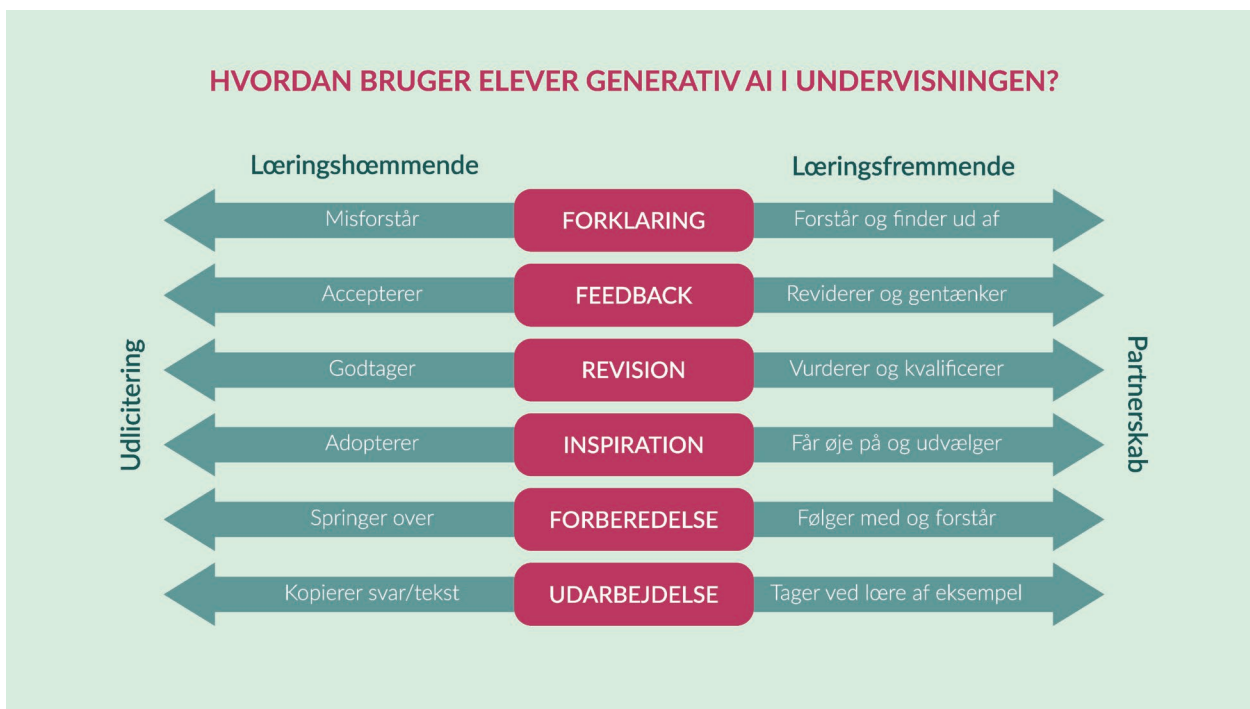 HVORDAN BRUGER ELEVER GENERATIV AI I UNDERVISNINGEN?
Læringshæmmende
Læringsfremmende
Misforstår
FORKLARING
Forstår og finder ud af
Accepterer
FEEDBACK
Reviderer og gentænker
Godtager
REVISION
Vurderer og kvalificerer
Adopterer
INSPIRATION
Får øje på og udvælger
Springer over
FORBEREDELSE
Følger med og forstår
Kopierer svar/tekst
UDARBEJDELSE
Tager ved lære af eksempel
Udlicitering
Partnerskab